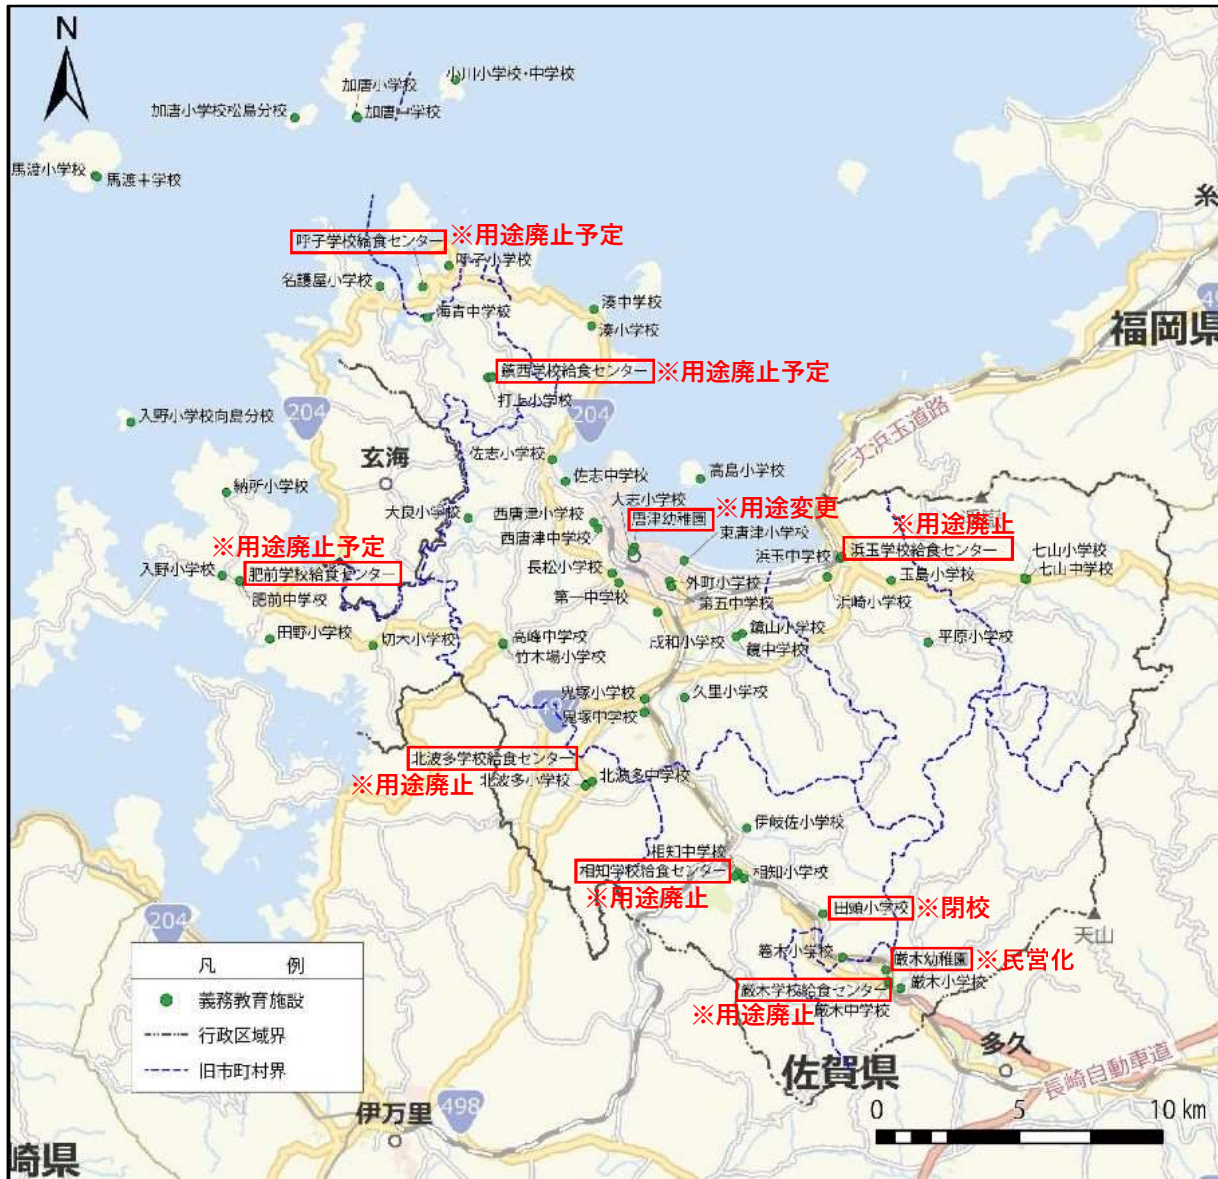 N
小川小学校・中学校
加唐小学校
加唐小学校松島分校
馬渡小学校
糸
呼子学校給食センター
※用途廃止予定
呼子小学校
名護屋小学校
海青中学校
湊中学校
湊小学校
福岡県
鎮西学校給食センター
※用途廃止予定
打上小学校
204
204
入野小学校向島分校
二丈浜玉道路
玄海
佐志小学校
佐志中学校
高島小学校
納所小学校
大志小学校
大良小学校
西唐津小学校
唐津幼稚園
※用途変更
※用途廃止
西唐津中学校
東唐津小学校
浜玉中学校
浜玉学校給食センター
七山小学校
七山中学校
※用途廃止予定
入野小学校
肥前学校給食センター
長松小学校
外町小学校
玉島小学校
肥前中学校
第一中学校
第五中学校
浜崎小学校
田野小学校
切木小学校
高峰中学校
竹木場小学校
成和小学校
鏡山小学校
鏡中学校
平原小学校
鬼塚小学校
久里小学校
鬼塚中学校
北波多学校給食センター
※用途廃止
北波多小学校
北波多中学校
伊岐佐小学校
相知中学校
相知学校給食センター
相知小学校
※用途廃止
田頭小学校
※閉校
204
天山
凡 例
義務教育施設
行政区域界
旧市町村界
箞木小学校
厳木幼稚園
※民営化
厳木学校給食センター
厳木小学校
※用途廃止
厳木中学校
多久
佐賀県
長崎自動車道
伊万里
498
0 5 10 km
崎県